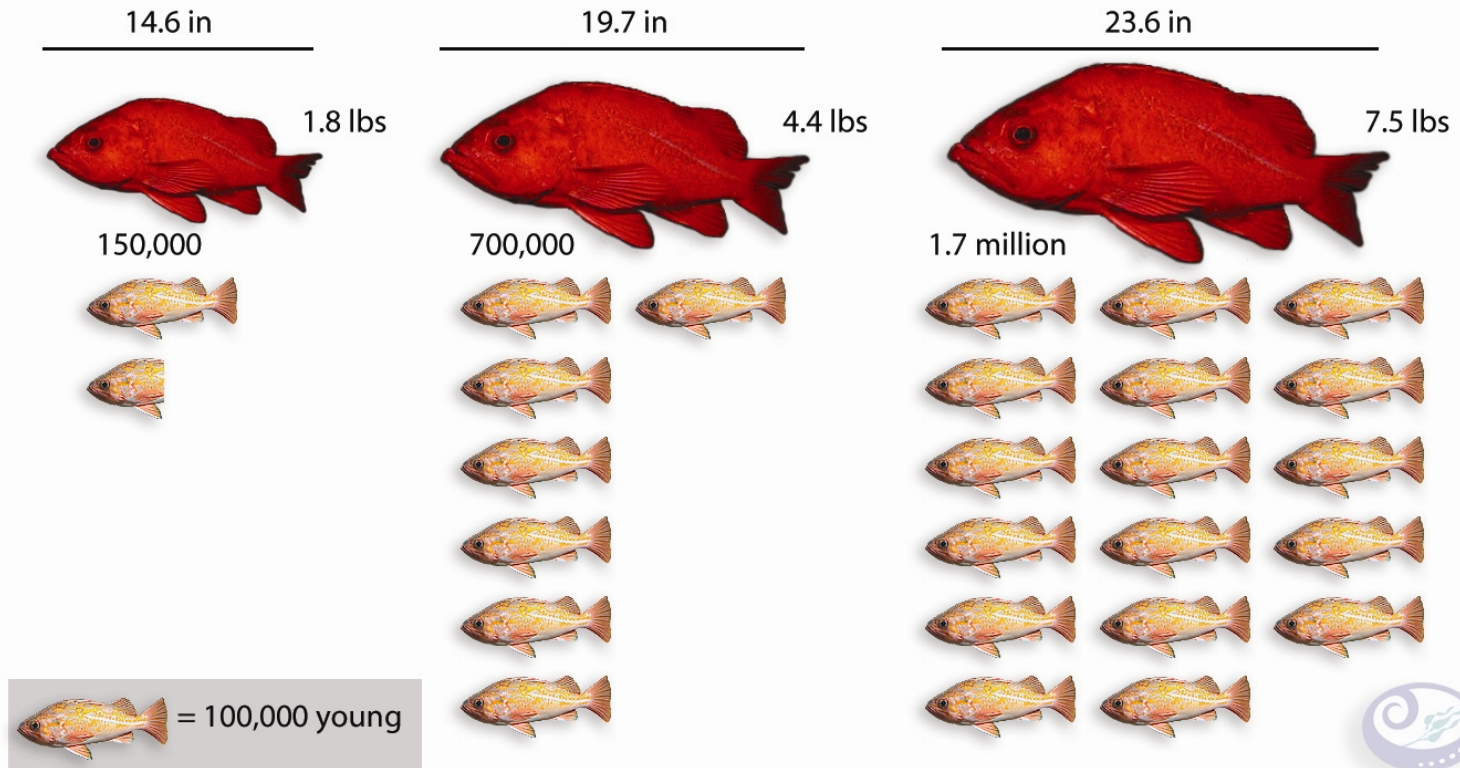 14.6 in
19.7 in
23.6 in
1.8 lbs
4.4 lbs
7.5 lbs
150,000
700,000
1.7 million
= 100,000 young